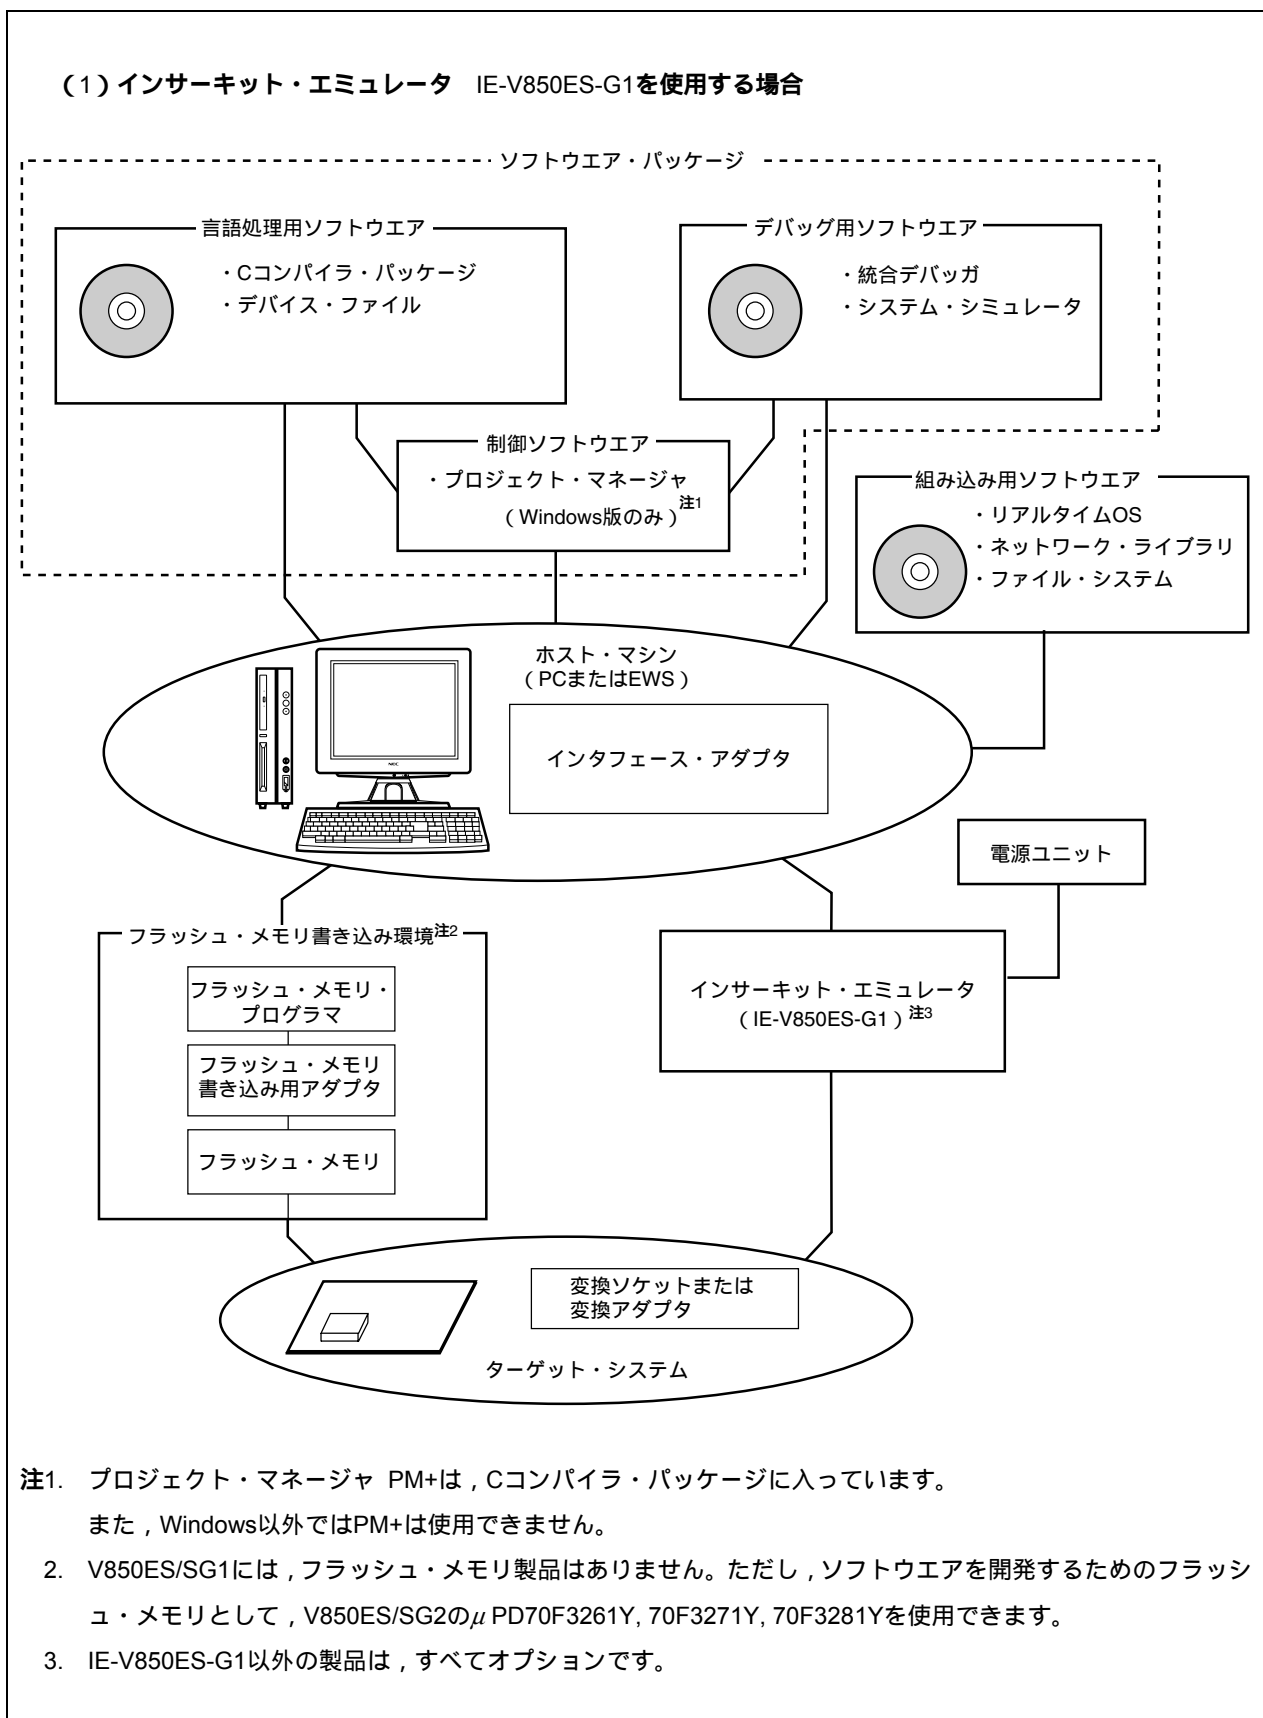 (1)インサーキット・エミュレータ　IE-V850ES-G1を使用する場合
ソフトウエア・パッケージ
言語処理用ソフトウエア
・Cコンパイラ・パッケージ
・デバイス・ファイル
デバッグ用ソフトウエア
・統合デバッガ
・システム・シミュレータ
制御ソフトウエア
・プロジェクト・マネージャ
(Windows版のみ)注1
組み込み用ソフトウエア
・リアルタイムOS
・ネットワーク・ライブラリ
・ファイル・システム
ホスト・マシン
(PCまたはEWS)
インタフェース・アダプタ
NEC
電源ユニット
フラッシュ・メモリ書き込み環境注2
フラッシュ・メモリ・
プログラマ
フラッシュ・メモリ
書き込み用アダプタ
フラッシュ・メモリ
インサーキット・エミュレータ
(IE-V850ES-G1)注3
変換ソケットまたは
変換アダプタ
ターゲット・システム
注1.　プロジェクト・マネージャ PM+は，Cコンパイラ・パッケージに入っています。
また，Windows以外ではPM+は使用できません。
2.　V850ES/SG1には，フラッシュ・メモリ製品はありません。ただし，ソフトウエアを開発するためのフラッシ
ュ・メモリとして，V850ES/SG2のμPD70F3261Y, 70F3271Y, 70F3281Yを使用できます。
3.　IE-V850ES-G1以外の製品は，すべてオプションです。